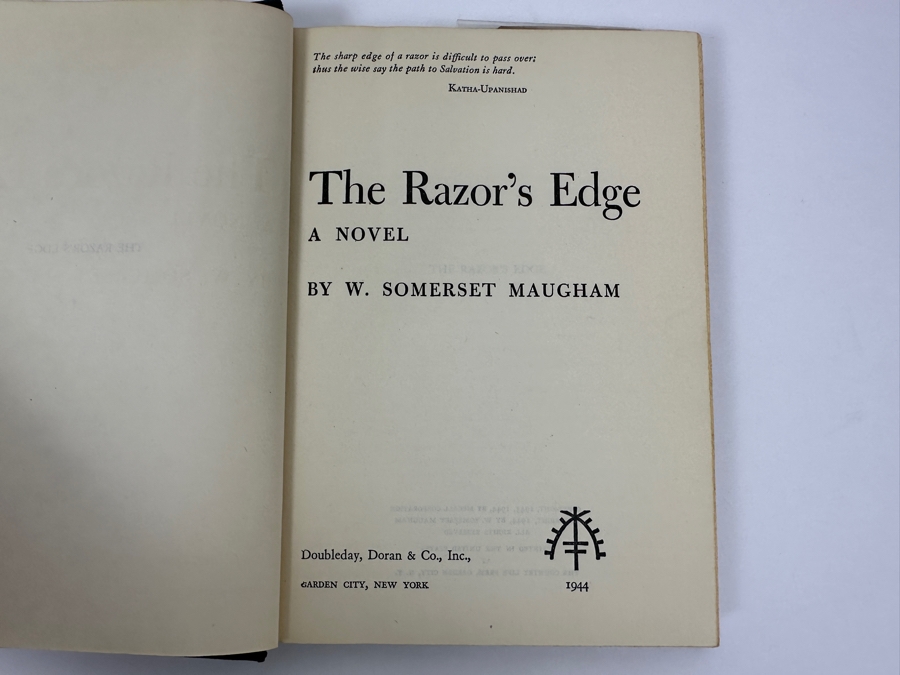 The sharp edge of a razor is difficult to pass over;
thus the wise say the path to Salvation is hard.
Katha-Upanishad
The Razor's Edge
A NOVEL
BY W. SOMERSET MAUGHAM
Doubleday, Doran & Co., Inc.,
GARDEN CITY, NEW YORK
1944